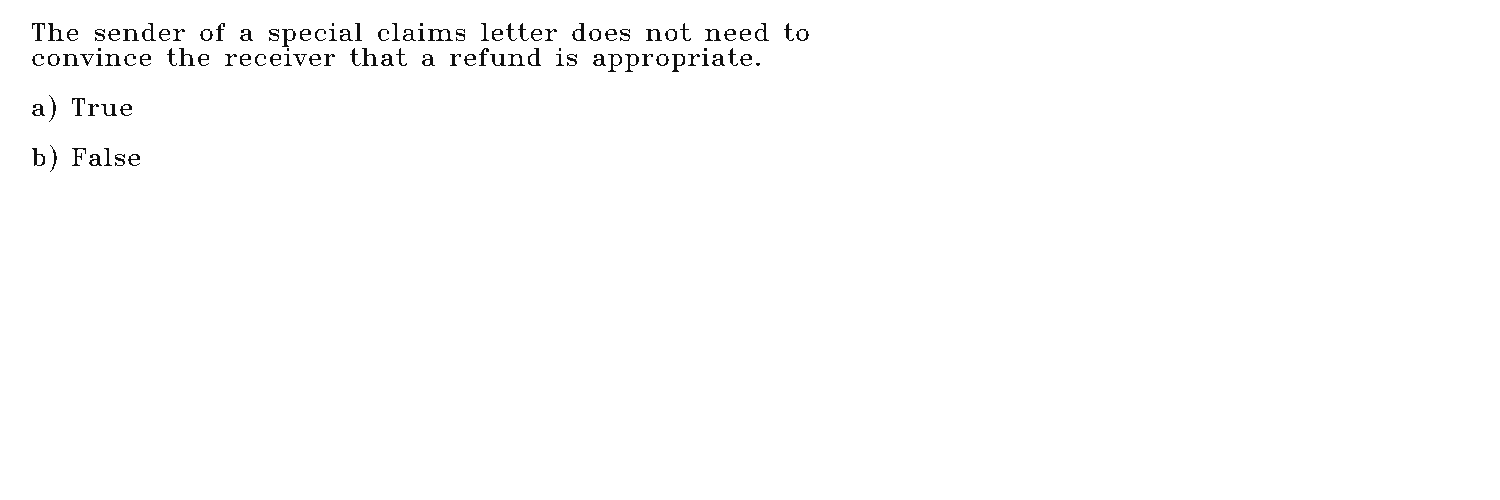 The sender of a special claims letter does not need to
convince the receiver that a refund is appropriate.
a) True
b) False